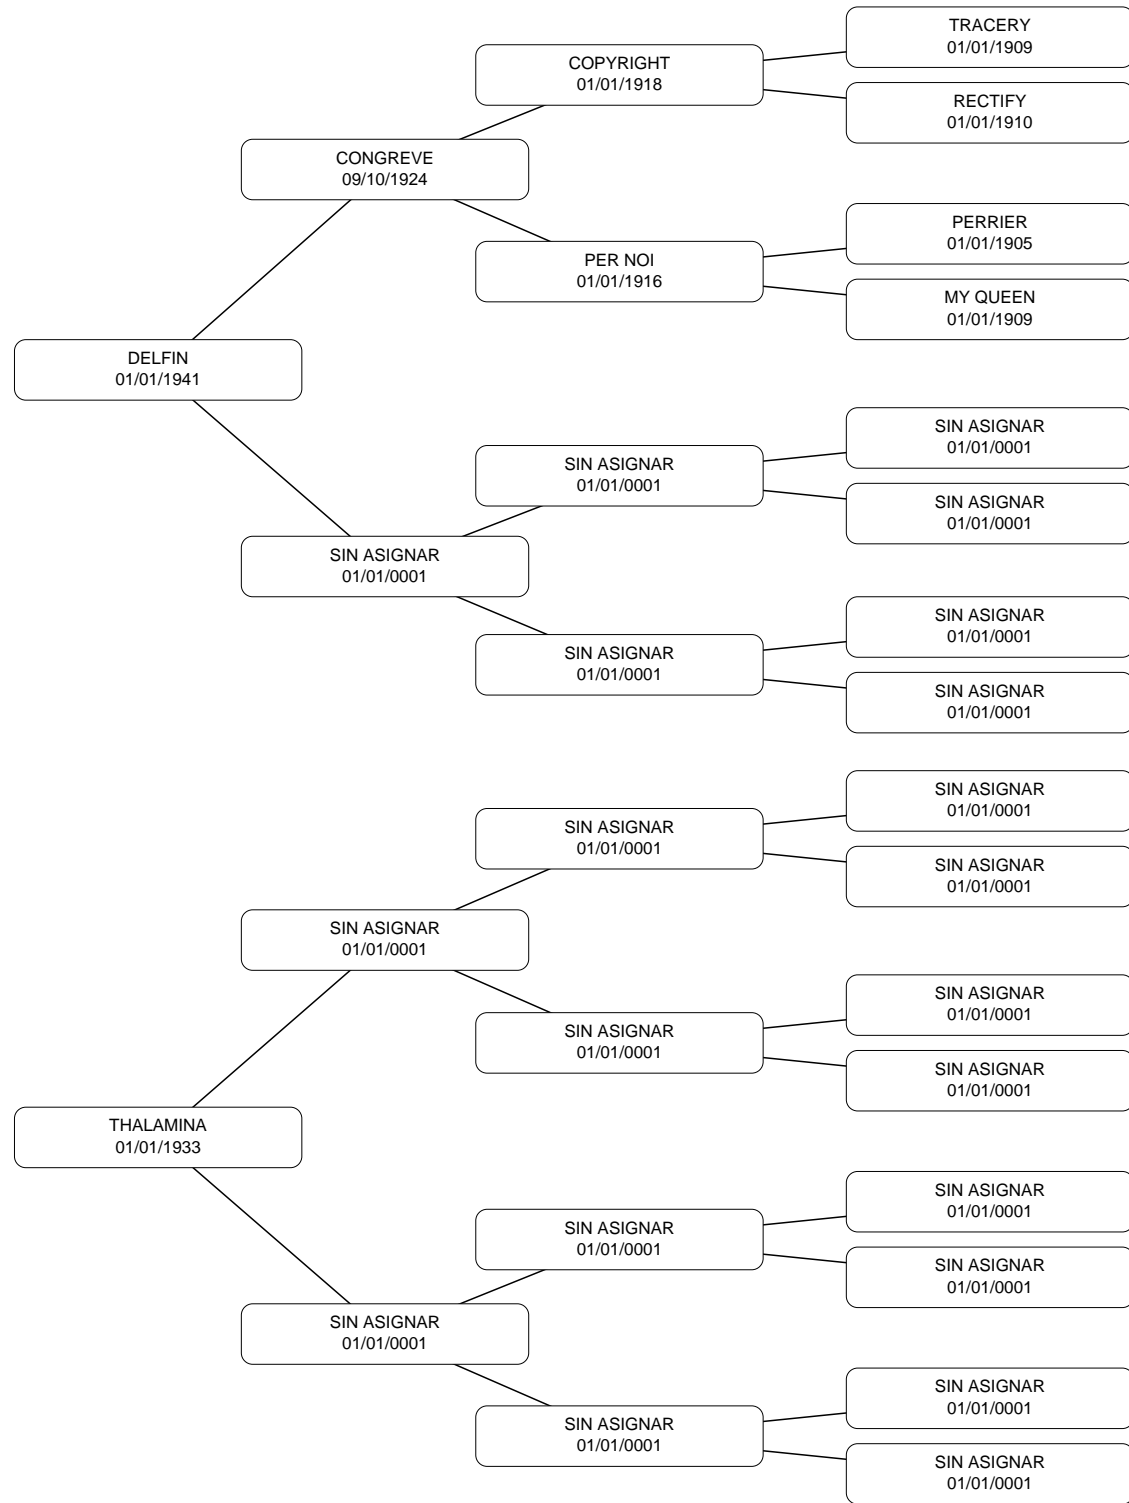 TRACERY
01/01/1909
COPYRIGHT
01/01/1918
RECTIFY
01/01/1910
CONGREVE
09/10/1924
PERRIER
01/01/1905
PER NOI
01/01/1916
MY QUEEN
01/01/1909
DELFIN
01/01/1941
SIN ASIGNAR
01/01/0001
SIN ASIGNAR
01/01/0001
SIN ASIGNAR
01/01/0001
SIN ASIGNAR
01/01/0001
SIN ASIGNAR
01/01/0001
SIN ASIGNAR
01/01/0001
SIN ASIGNAR
01/01/0001
SIN ASIGNAR
01/01/0001
SIN ASIGNAR
01/01/0001
SIN ASIGNAR
01/01/0001
SIN ASIGNAR
01/01/0001
SIN ASIGNAR
01/01/0001
SIN ASIGNAR
01/01/0001
SIN ASIGNAR
01/01/0001
THALAMINA
01/01/1933
SIN ASIGNAR
01/01/0001
SIN ASIGNAR
01/01/0001
SIN ASIGNAR
01/01/0001
SIN ASIGNAR
01/01/0001
SIN ASIGNAR
01/01/0001
SIN ASIGNAR
01/01/0001
SIN ASIGNAR
01/01/0001